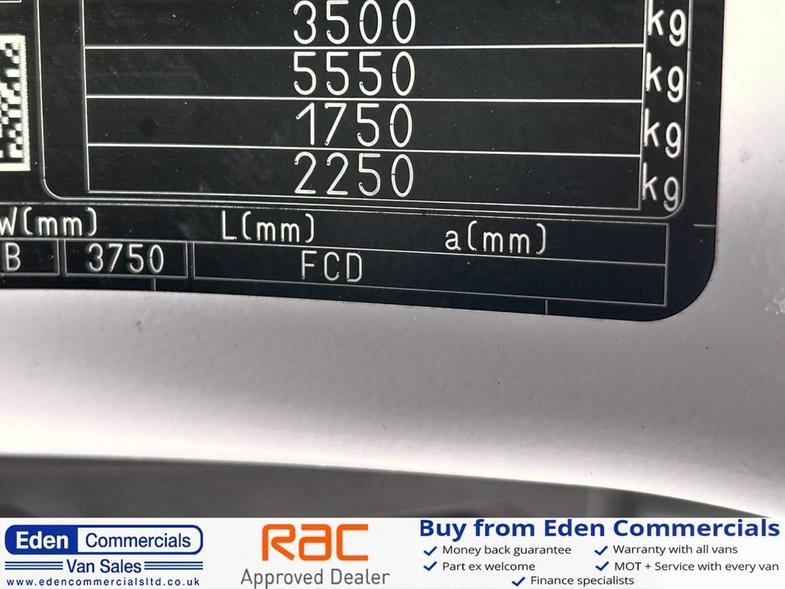 3500 kg
5550 kg
1750 kg
2250 kg
W(mm) L(mm) a(mm)
B 3750 FCD
Eden Commercials
Van Sales
www.edencommercialsltd.co.uk
RAC
Approved Dealer
Buy from Eden Commercials
Money back guarantee
Warranty with all vans
Part ex welcome
MOT + Service with every van
Finance specialists